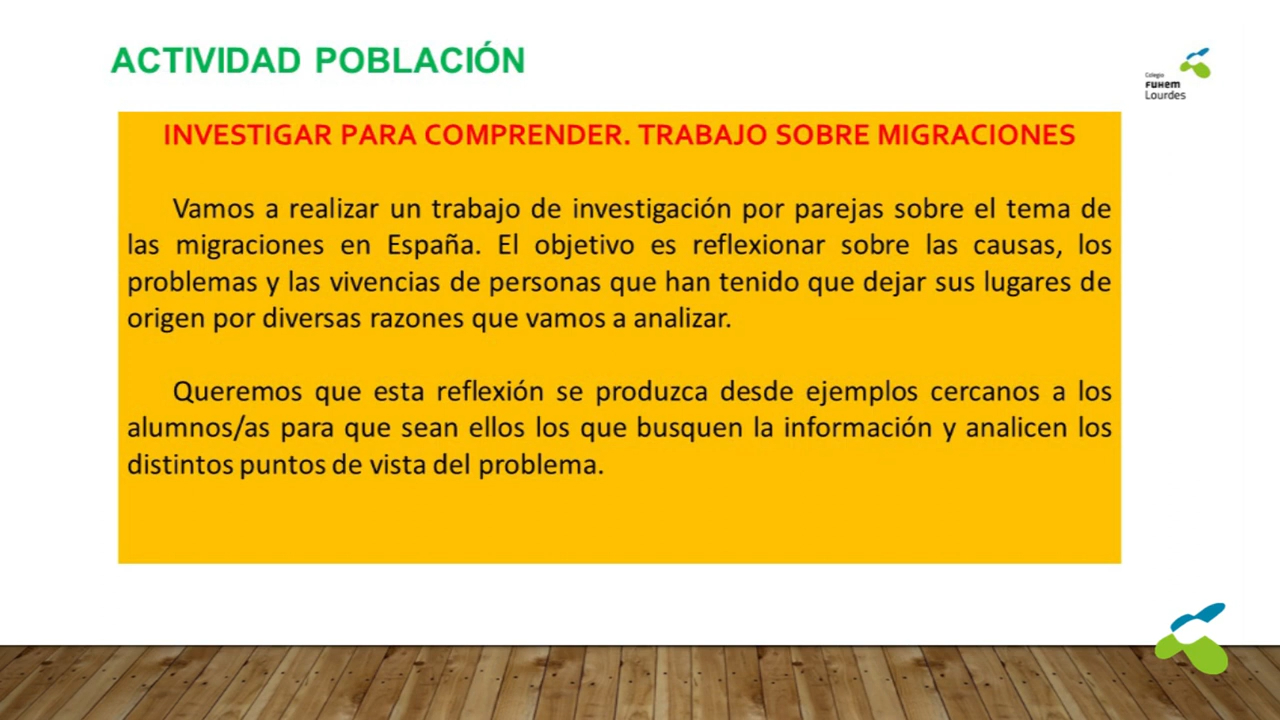 ACTIVIDAD POBLACIÓN
Colegio
FUHEM
Lourdes
INVESTIGAR PARA COMPRENDER. TRABAJO SOBRE MIGRACIONES
Vamos a realizar un trabajo de investigación por parejas sobre el tema de
las migraciones en España. El objetivo es reflexionar sobre las causas, los
problemas y las vivencias de personas que han tenido que dejar sus lugares de
origen por diversas razones que vamos a analizar.
Queremos que esta reflexión se produzca desde ejemplos cercanos a los
alumnos/as para que sean ellos los que busquen la información y analicen los
distintos puntos de vista del problema.